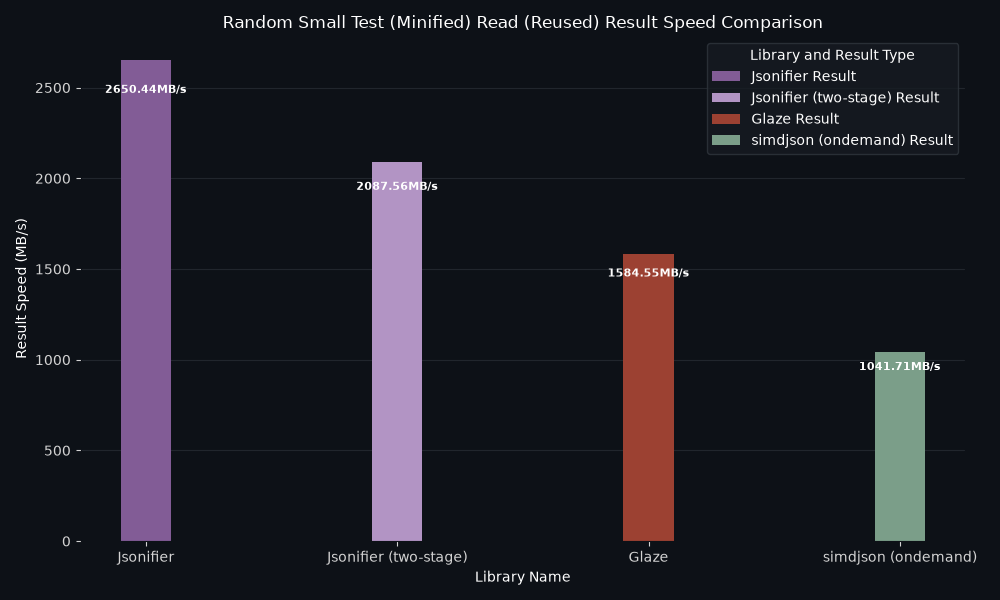 Random Small Test (Minified) Read (Reused) Result Speed Comparison
Library and Result Type
Jsonifier Result
Jsonifier (two-stage) Result
Glaze Result
simdjson (ondemand) Result
2650.44MB/s
2087.56MB/s
1584.55MB/s
1041.71MB/s
Result Speed (MB/s)
2500
2000
1500
1000
500
0
Jsonifier
Jsonifier (two-stage)
Glaze
simdjson (ondemand)
Library Name